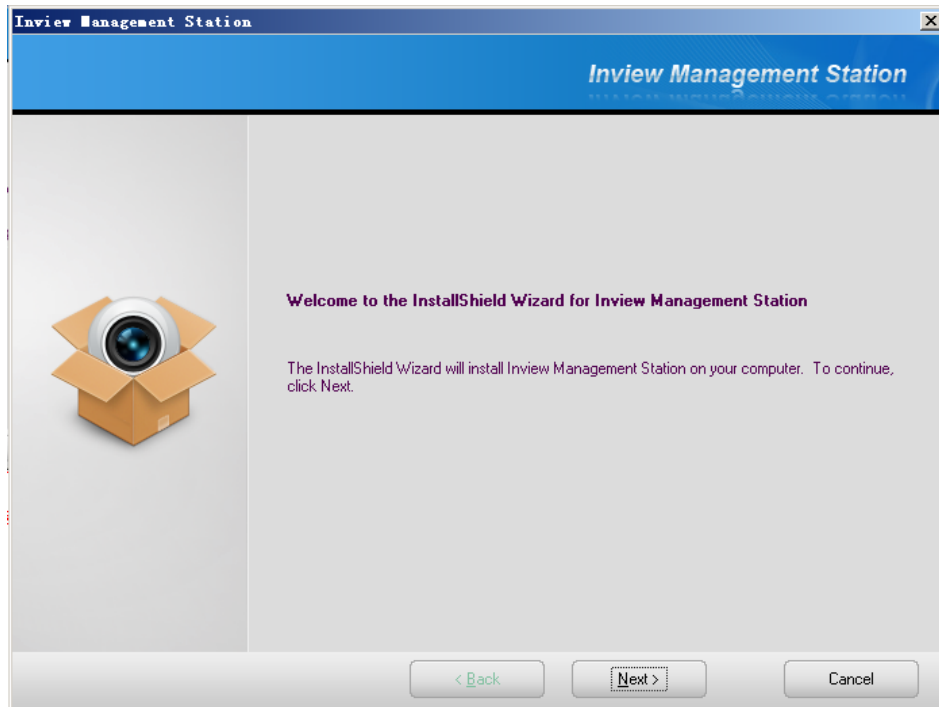 Inview Management Station
Inview Management Station
Welcome to the InstallShield Wizard for Inview Management Station
The InstallShield Wizard will install Inview Management Station on your computer.  To continue,
click Next.
< Back
Next >
Cancel